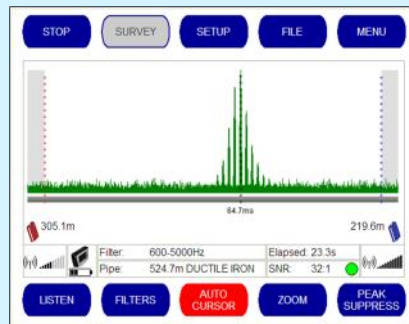 STOP SURVEY SETUP FILE MENU
64.7ms
305.1m 219.6m
Filter: 600-5000Hz Elapsed: 23.3s
Pipe: 524.7m DUCTILE IRON SNR: 32:1
LISTEN FILTERS AUTO CURSOR ZOOM PEAK SUPPRESS